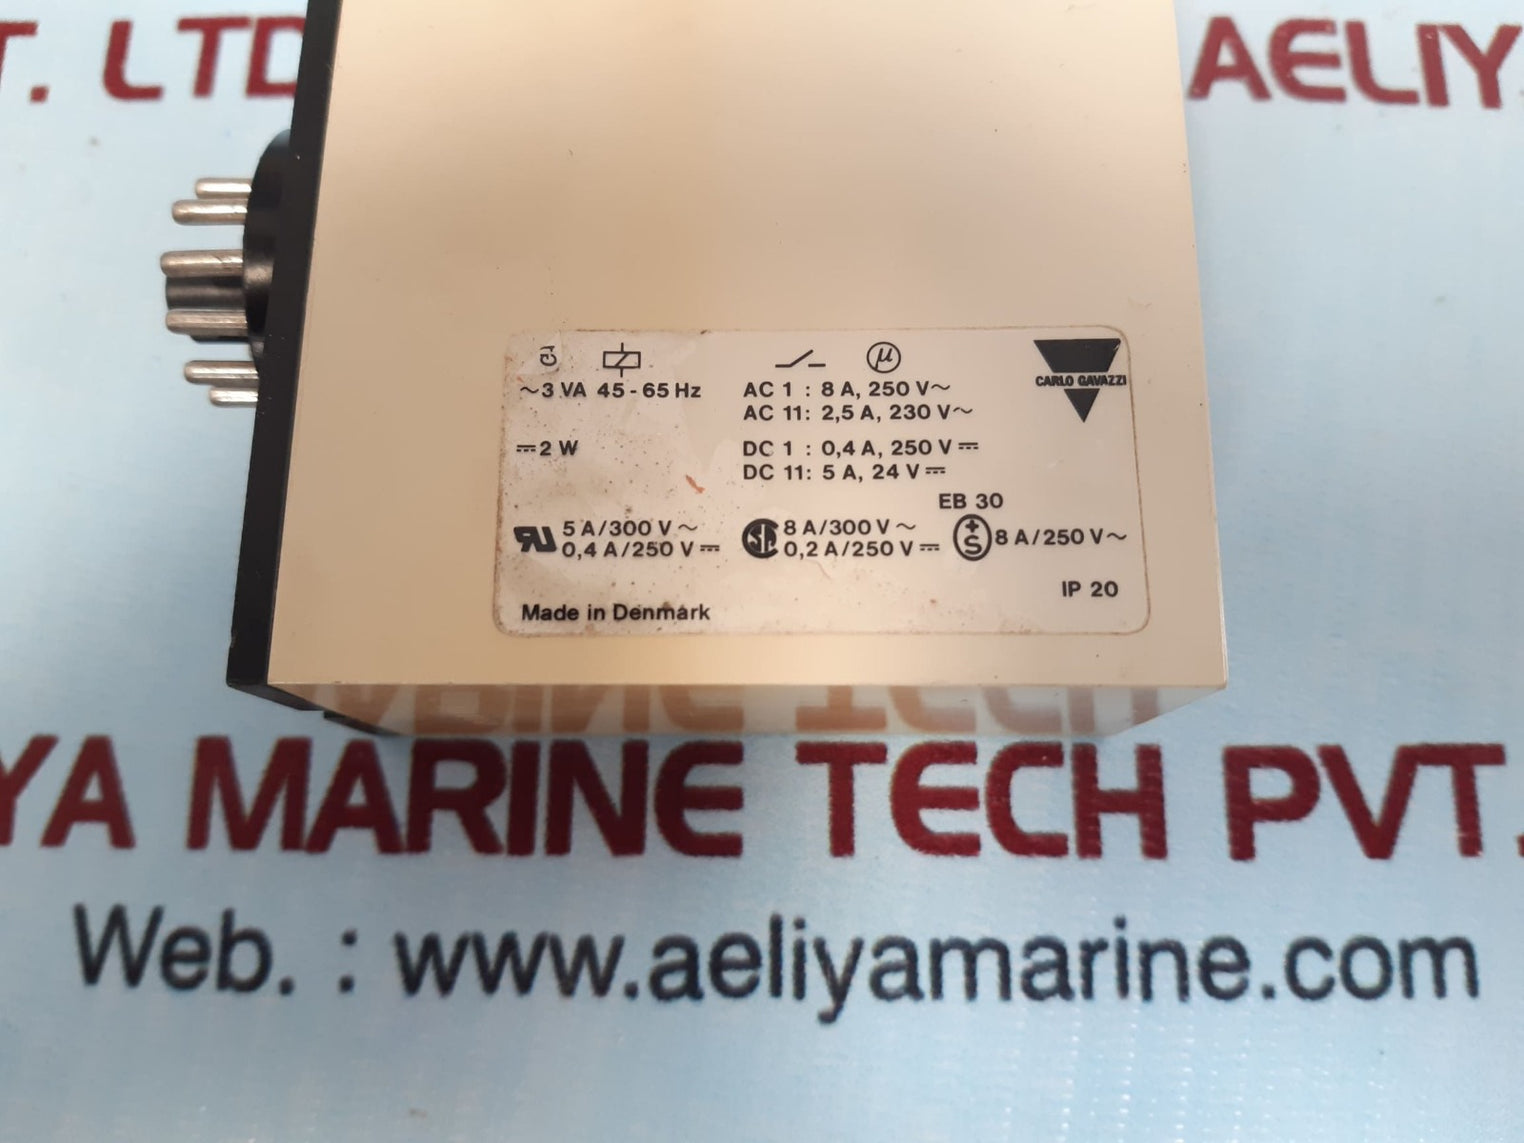 T. LTD
AELIY
~3 VA 45-65 Hz
AC 1 : 8 A, 250 V~
AC 11: 2,5 A, 230 V~
CARLO GAVAZZI
⎓2 W
DC 1 : 0,4 A, 250 V⎓
DC 11: 5 A, 24 V⎓
μ
EB 30
5 A/300 V~
0,4 A/250 V⎓
8 A/300 V~
0,2 A/250 V⎓
+S
8 A/250 V~
IP 20
Made in Denmark
YA MARINE TECH PVT.
Web. : www.aeliyamarine.com